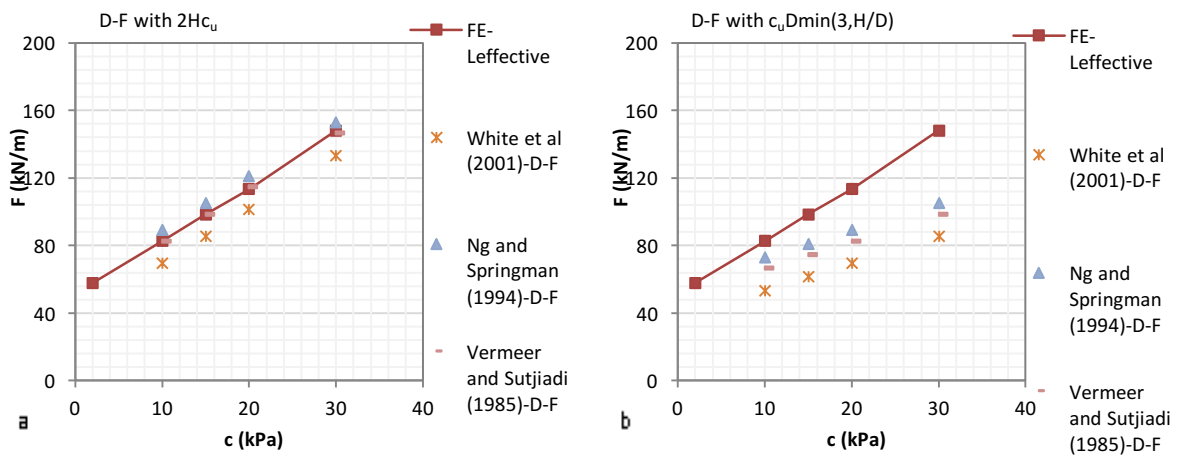 D-F with 2Hcu
200
160
120
80
40
0
F (kN/m)
0 10 20 30 40
c (kPa)
a
FE-
Leffective
White et al
(2001)-D-F
Ng and
Springman
(1994)-D-F
Vermeer
and Sutjiadi
(1985)-D-F
D-F with cuDmin(3,H/D)
200
160
120
80
40
0
F (kN/m)
0 10 20 30 40
c (kPa)
b
FE-
Leffective
White et al
(2001)-D-F
Ng and
Springman
(1994)-D-F
Vermeer
and Sutjiadi
(1985)-D-F